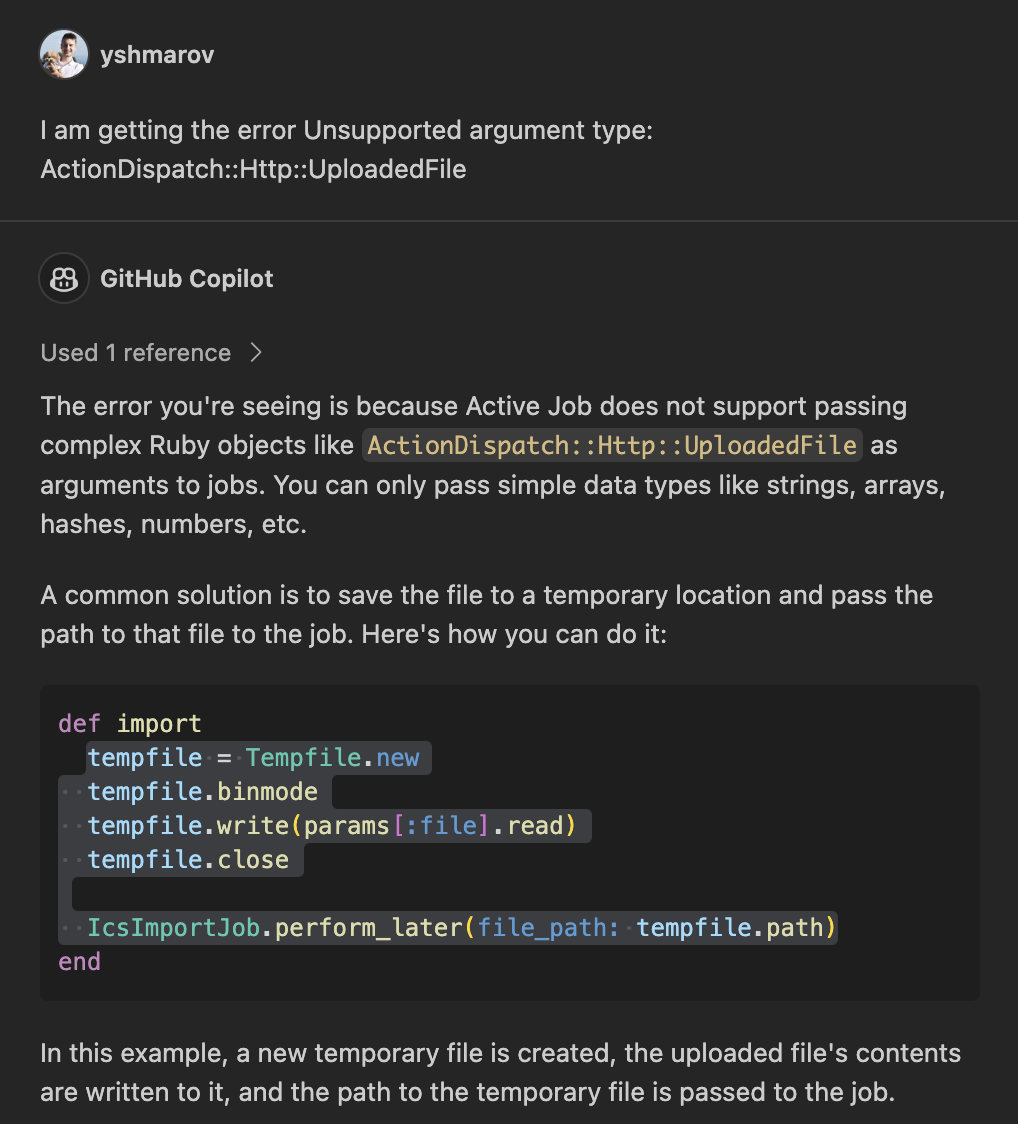 yshmarov
I am getting the error Unsupported argument type:
ActionDispatch::Http::UploadedFile
GitHub Copilot
Used 1 reference
The error you're seeing is because Active Job does not support passing
complex Ruby objects like ActionDispatch::Http::UploadedFile as
arguments to jobs. You can only pass simple data types like strings, arrays,
hashes, numbers, etc.
A common solution is to save the file to a temporary location and pass the
path to that file to the job. Here's how you can do it:
def import
  tempfile = Tempfile.new
  tempfile.binmode
  tempfile.write(params[:file].read)
  tempfile.close
  IcsImportJob.perform_later(file_path: tempfile.path)
end
In this example, a new temporary file is created, the uploaded file's contents
are written to it, and the path to the temporary file is passed to the job.